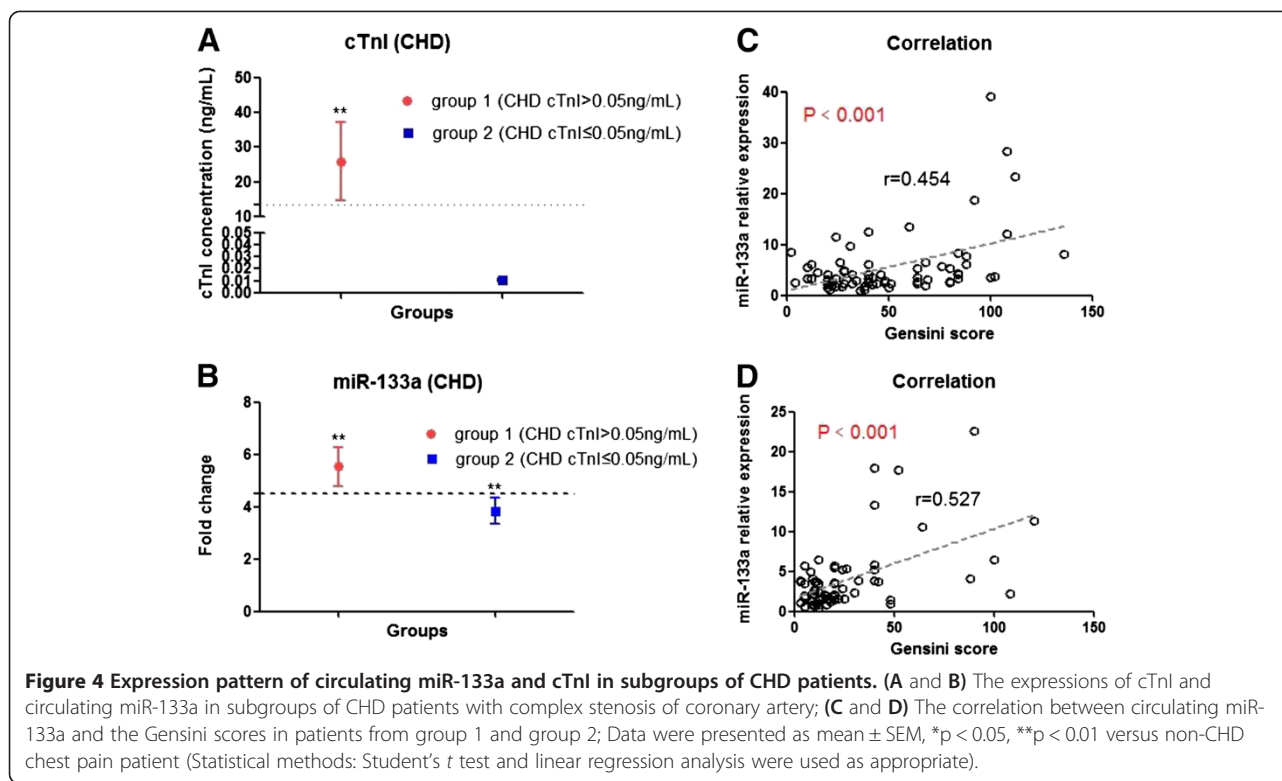 A
cTnI (CHD)
cTnI concentration (ng/mL)
50
40
30
20
10
0.05
0.04
0.03
0.02
0.01
0.00
**
group 1 (CHD cTnI>0.05ng/mL)
group 2 (CHD cTnI≤0.05ng/mL)
Groups
B
miR-133a (CHD)
Fold change
8
6
4
2
0
**
**
group 1 (CHD cTnI>0.05ng/mL)
group 2 (CHD cTnI≤0.05ng/mL)
Groups
C
Correlation
miR-133a relative expression
40
30
20
10
0
P < 0.001
r=0.454
0 50 100 150
Gensini score
D
Correlation
miR-133a relative expression
25
20
15
10
5
0
P < 0.001
r=0.527
0 50 100 150
Gensini score
Figure 4 Expression pattern of circulating miR-133a and cTnI in subgroups of CHD patients. (A and B) The expressions of cTnI and
circulating miR-133a in subgroups of CHD patients with complex stenosis of coronary artery; (C and D) The correlation between circulating miR-
133a and the Gensini scores in patients from group 1 and group 2; Data were presented as mean ± SEM, *p < 0.05, **p < 0.01 versus non-CHD
chest pain patient (Statistical methods: Student's t test and linear regression analysis were used as appropriate).